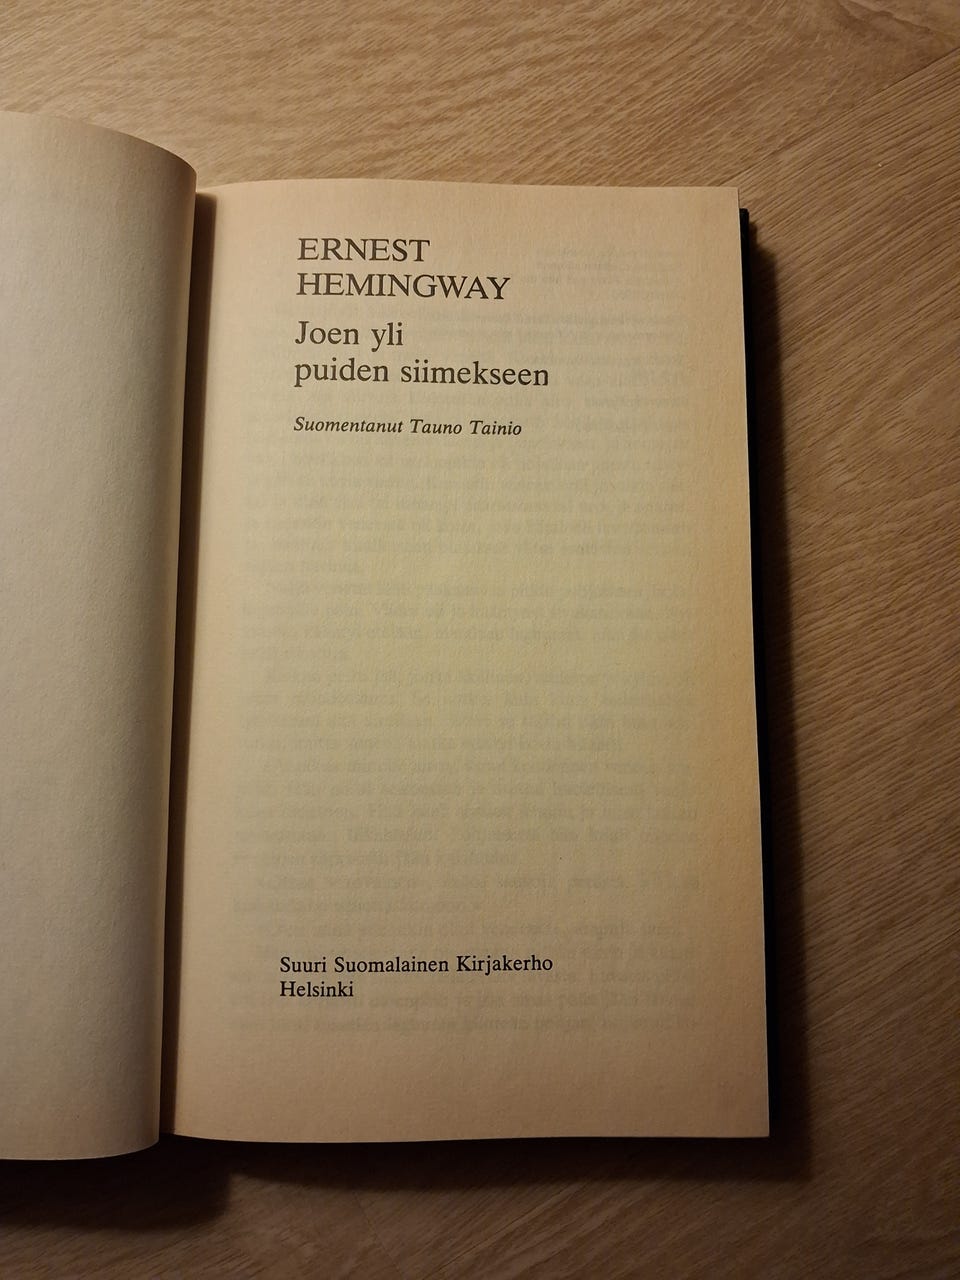 ERNEST
HEMINGWAY
Joen yli
puiden siimekseen
Suomentanut Tauno Tainio
Suuri Suomalainen Kirjakerho
Helsinki